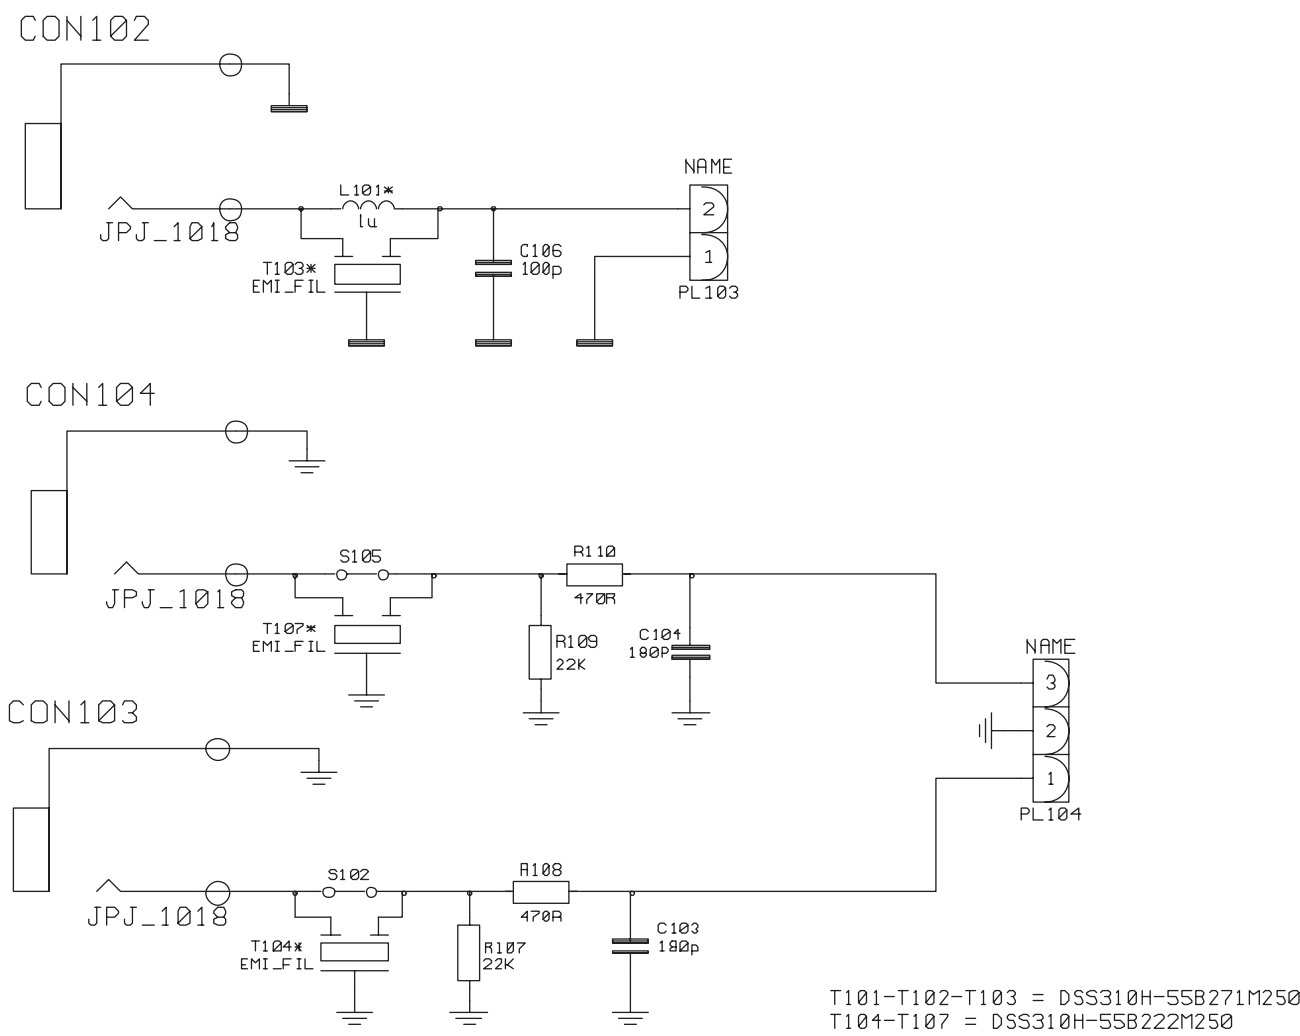 CON102
NAME
L101*
2
JPJ_1018
1u
C106
100p
1
T103*
EMI_FIL
PL103
CON104
R110
S105
JPJ_1018
470R
T107*
EMI_FIL
R109
22K
C104
180P
NAME
3
CON103
2
1
PL104
R108
S102
JPJ_1018
470R
C103
180p
T104*
EMI_FIL
R107
22K
T101-T102-T103 = DSS310H-55B271M250
T104-T107 = DSS310H-55B222M250